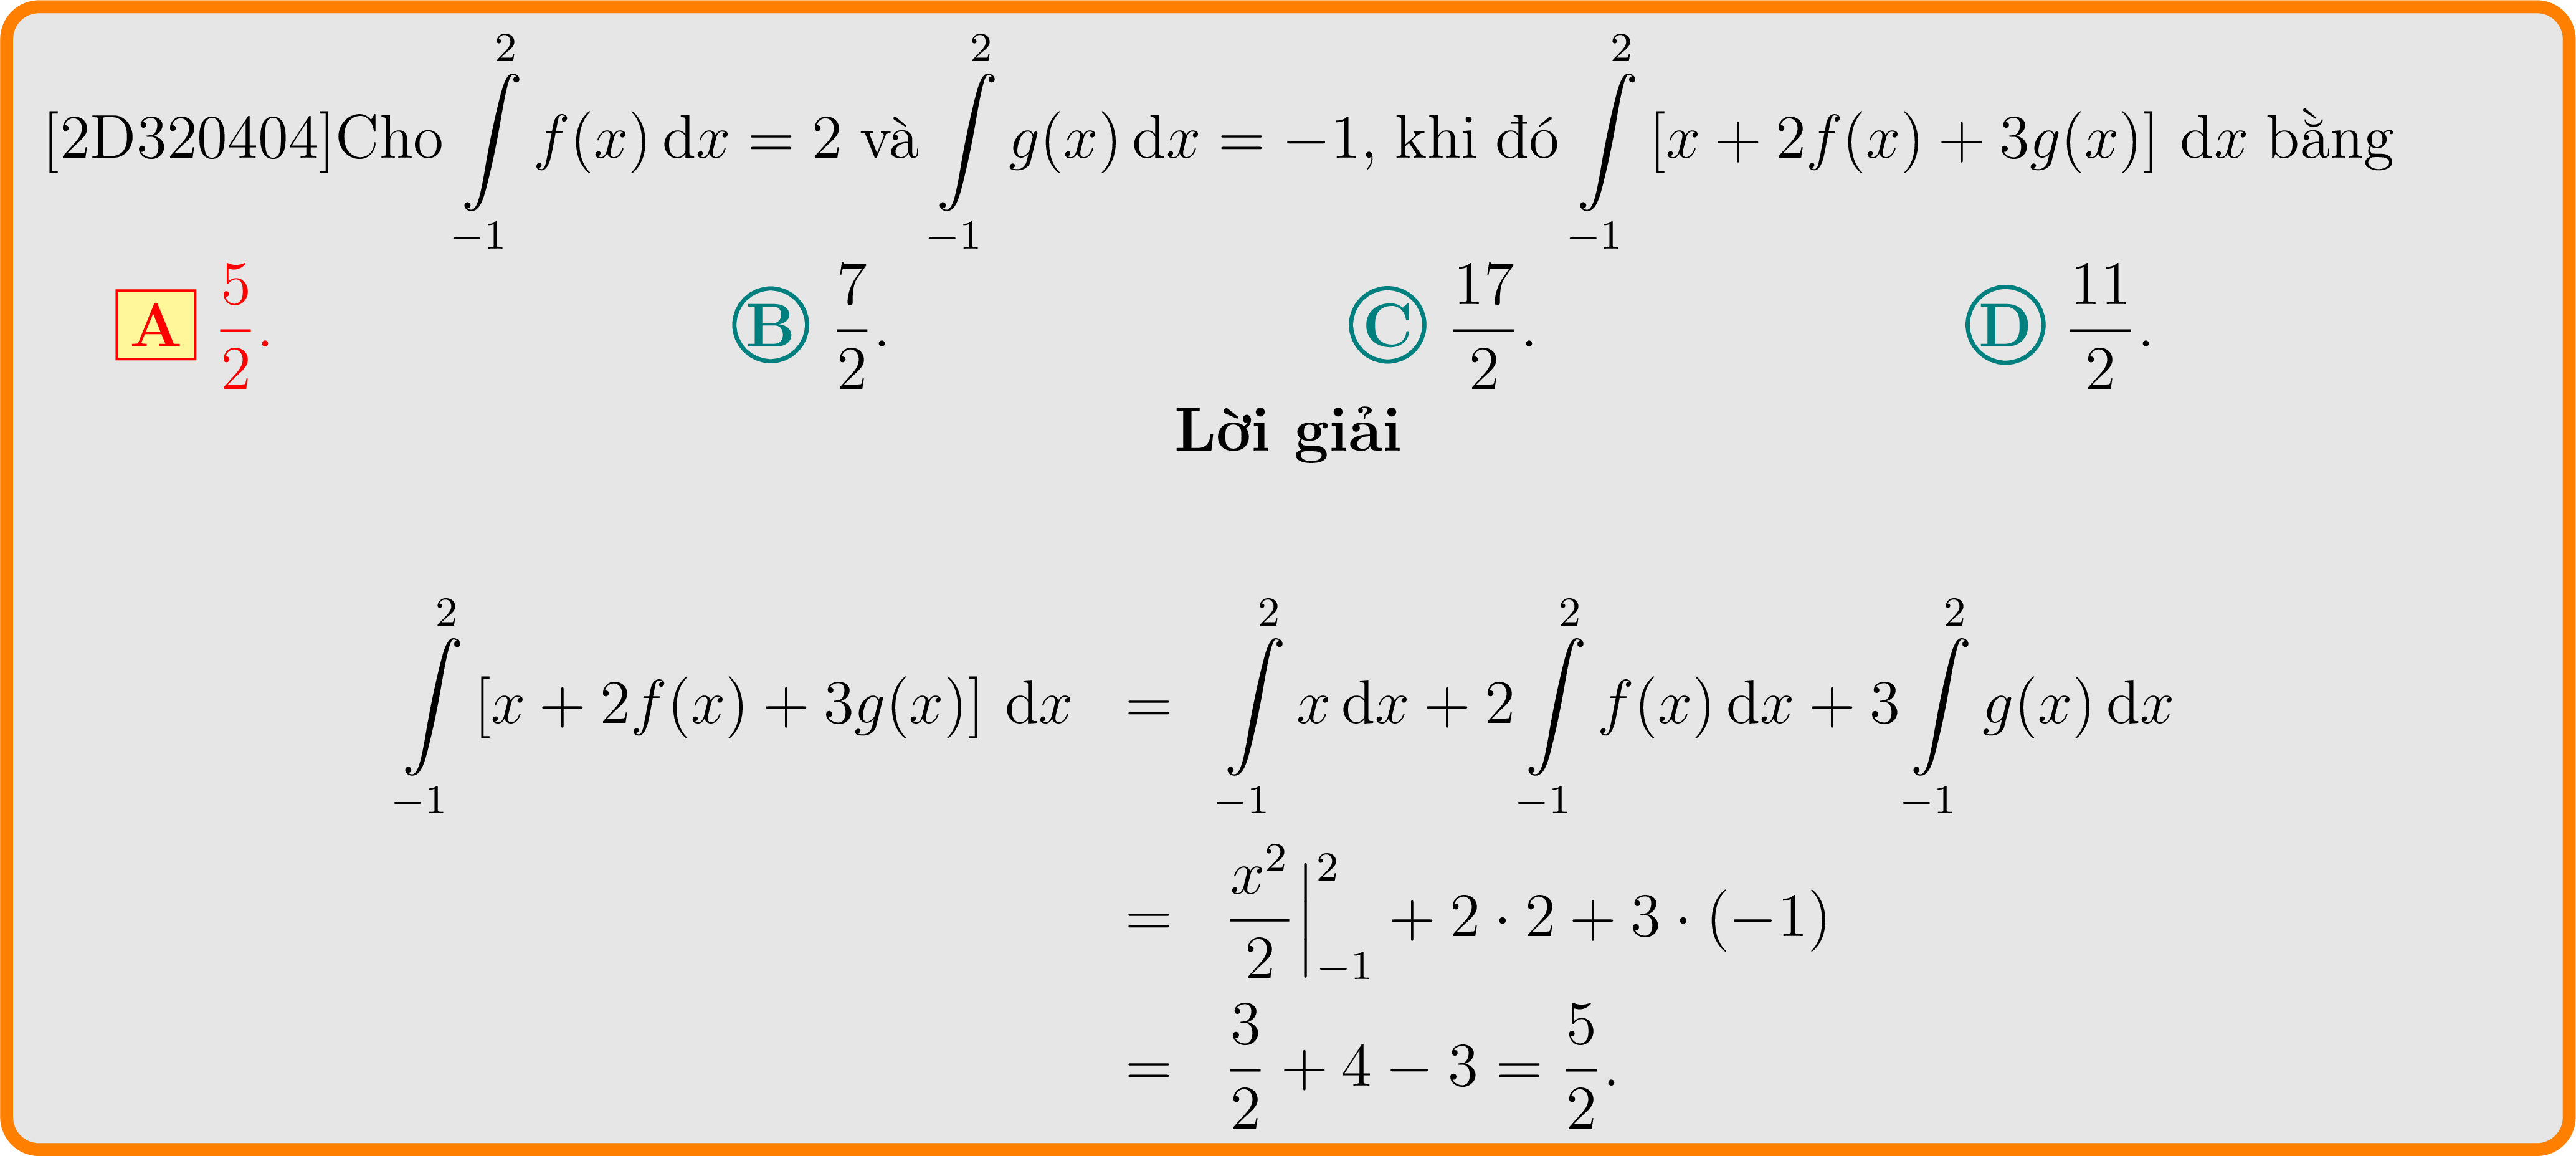 [2D320404]Cho $\int\limits_{-1}^{2} f(x)\,\mathrm{d}x = 2$ và $\int\limits_{-1}^{2} g(x)\,\mathrm{d}x = -1$, khi đó $\int\limits_{-1}^{2} [x + 2f(x) + 3g(x)]\ \mathrm{d}x$ bằng
A $\frac{5}{2}$. B $\frac{7}{2}$. C $\frac{17}{2}$. D $\frac{11}{2}$.
Lời giải
$\int\limits_{-1}^{2} [x + 2f(x) + 3g(x)]\ \mathrm{d}x = \int\limits_{-1}^{2} x\,\mathrm{d}x + 2\int\limits_{-1}^{2} f(x)\,\mathrm{d}x + 3\int\limits_{-1}^{2} g(x)\,\mathrm{d}x$
$= \frac{x^2}{2}\Big|_{-1}^{2} + 2 \cdot 2 + 3 \cdot (-1)$
$= \frac{3}{2} + 4 - 3 = \frac{5}{2}.$